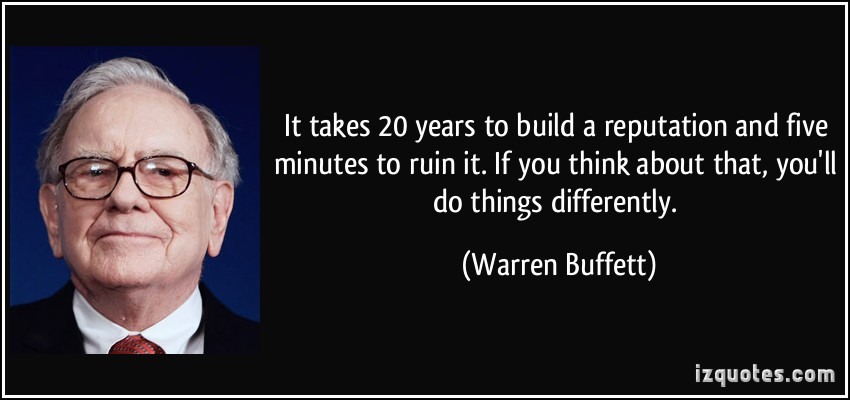 It takes 20 years to build a reputation and five
minutes to ruin it. If you think about that, you'll
do things differently.
(Warren Buffett)
izquotes.com